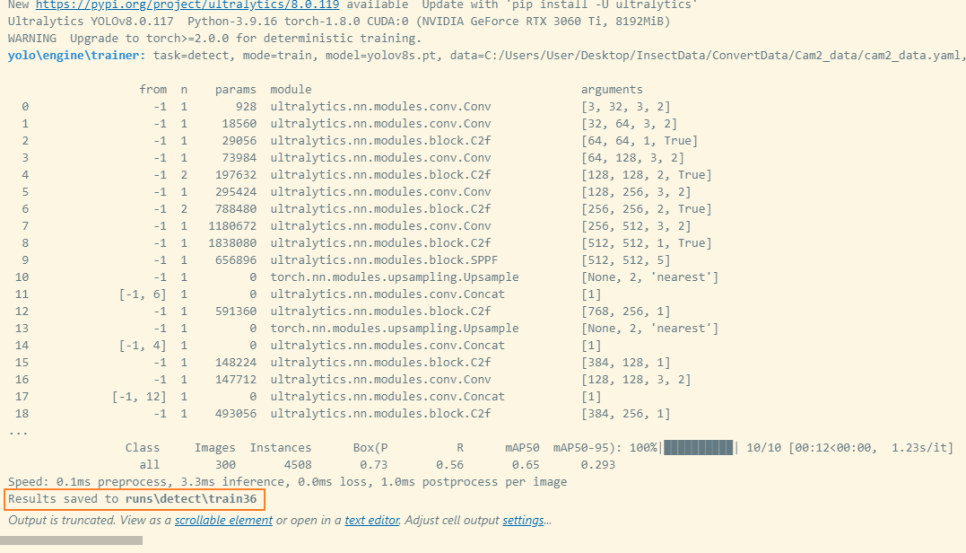 New https://pypi.org/project/ultralytics/8.0.119 available  Update with 'pip install -U ultralytics'
Ultralytics YOLOv8.0.117  Python-3.9.16 torch-1.8.0 CUDA:0 (NVIDIA GeForce RTX 3060 Ti, 8192MiB)
WARNING  Upgrade to torch>=2.0.0 for deterministic training.
yolo\engine\trainer: task=detect, mode=train, model=yolov8s.pt, data=C:/Users/User/Desktop/InsectData/ConvertData/Cam2_data/cam2_data.yaml,
from  n    params  module                                       arguments
0                  -1  1       928  ultralytics.nn.modules.conv.Conv             [3, 32, 3, 2]
1                  -1  1     18560  ultralytics.nn.modules.conv.Conv             [32, 64, 3, 2]
2                  -1  1     29056  ultralytics.nn.modules.block.C2f             [64, 64, 1, True]
3                  -1  1     73984  ultralytics.nn.modules.conv.Conv             [64, 128, 3, 2]
4                  -1  2    197632  ultralytics.nn.modules.block.C2f             [128, 128, 2, True]
5                  -1  1    295424  ultralytics.nn.modules.conv.Conv             [128, 256, 3, 2]
6                  -1  2    788480  ultralytics.nn.modules.block.C2f             [256, 256, 2, True]
7                  -1  1   1180672  ultralytics.nn.modules.conv.Conv             [256, 512, 3, 2]
8                  -1  1   1838080  ultralytics.nn.modules.block.C2f             [512, 512, 1, True]
9                  -1  1    656896  ultralytics.nn.modules.block.SPPF            [512, 512, 5]
10                  -1  1         0  torch.nn.modules.upsampling.Upsample         [None, 2, 'nearest']
11             [-1, 6]  1         0  ultralytics.nn.modules.conv.Concat           [1]
12                  -1  1    591360  ultralytics.nn.modules.block.C2f             [768, 256, 1]
13                  -1  1         0  torch.nn.modules.upsampling.Upsample         [None, 2, 'nearest']
14             [-1, 4]  1         0  ultralytics.nn.modules.conv.Concat           [1]
15                  -1  1    148224  ultralytics.nn.modules.block.C2f             [384, 128, 1]
16                  -1  1    147712  ultralytics.nn.modules.conv.Conv             [128, 128, 3, 2]
17            [-1, 12]  1         0  ultralytics.nn.modules.conv.Concat           [1]
18                  -1  1    493056  ultralytics.nn.modules.block.C2f             [384, 256, 1]
...
Class     Images  Instances      Box(P          R      mAP50  mAP50-95): 100%|██████████| 10/10 [00:12<00:00,  1.23s/it]
all        300       4508       0.73       0.56       0.65      0.293
Speed: 0.1ms preprocess, 3.3ms inference, 0.0ms loss, 1.0ms postprocess per image
Results saved to runs\detect\train36
Output is truncated. View as a scrollable element or open in a text editor. Adjust cell output settings...